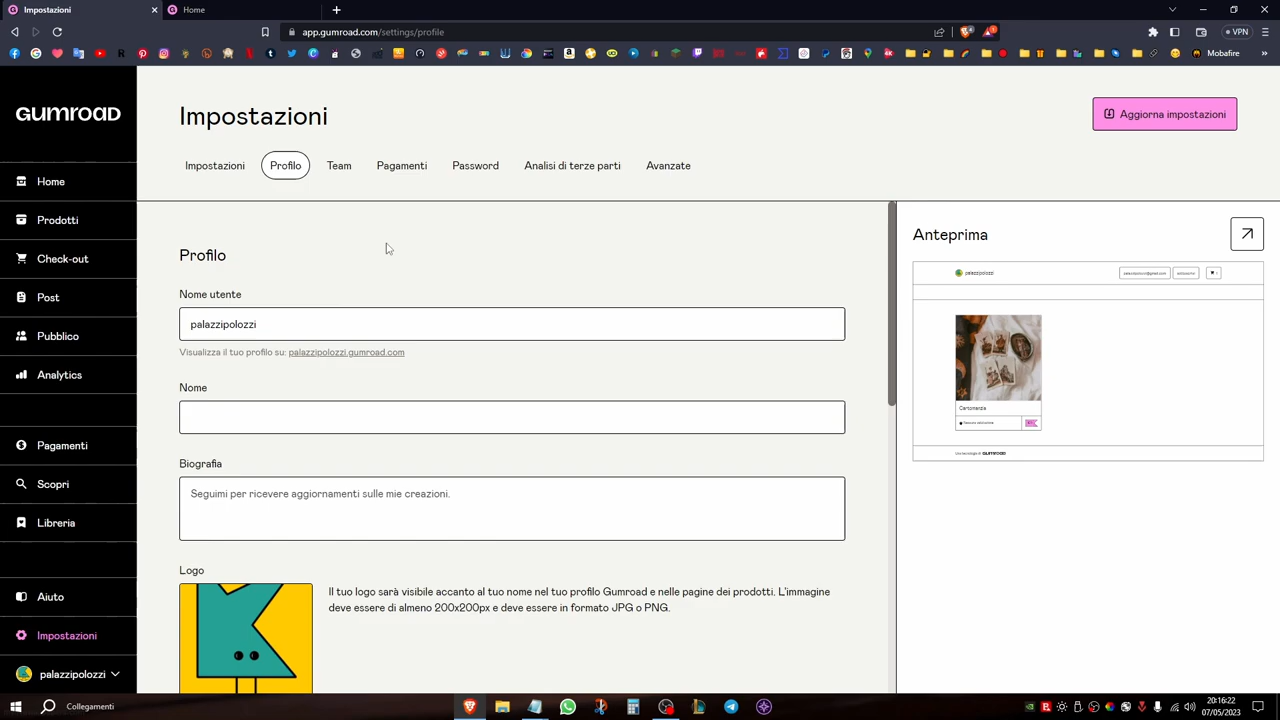 Impostazioni
Home
app.gumroad.com/settings/profile
VPN
Mobafire
GUMROAD
Home
Prodotti
Check-out
Post
Pubblico
Analytics
Pagamenti
Scopri
Libreria
Aiuto
Impostazioni
palazzipolozzi
Impostazioni
Aggiorna impostazioni
Impostazioni
Profilo
Team
Pagamenti
Password
Analisi di terze parti
Avanzate
Profilo
Nome utente
palazzipolozzi
Visualizza il tuo profilo su: palazzipolozzi.gumroad.com
Nome
Biografia
Seguimi per ricevere aggiornamenti sulle mie creazioni.
Logo
Il tuo logo sarà visibile accanto al tuo nome nel tuo profilo Gumroad e nelle pagine dei prodotti. L'immagine
deve essere di almeno 200x200px e deve essere in formato JPG o PNG.
Anteprima
palazzipolozzi
Cartomanzia
GUMROAD
Collegamenti
20:16:22
07/05/2023